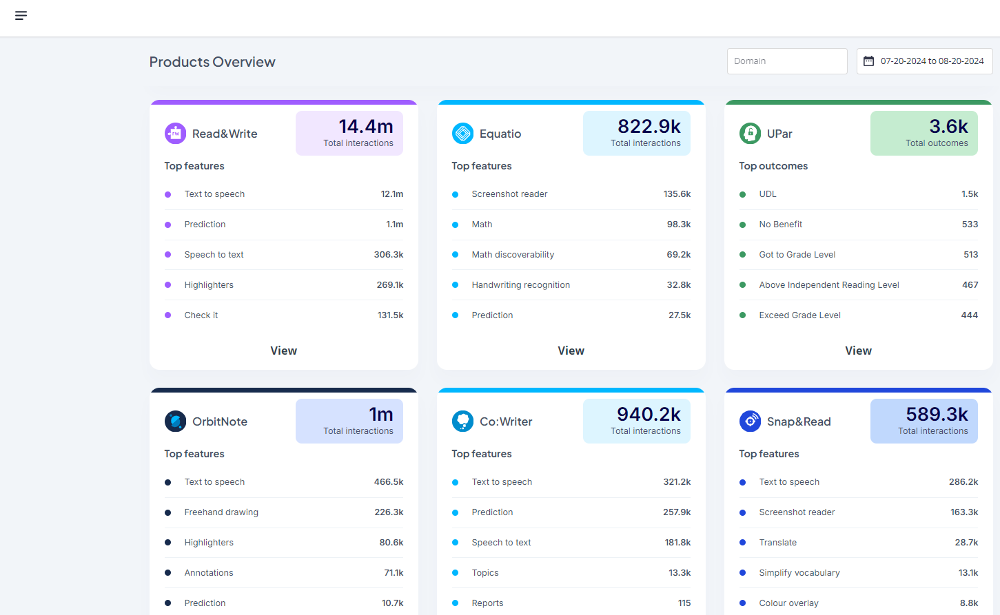 Products Overview
Domain
07-20-2024 to 08-20-2024
Read&Write
14.4m
Total interactions
Top features
Text to speech 12.1m
Prediction 1.1m
Speech to text 306.3k
Highlighters 269.1k
Check it 131.5k
View
Equatio
822.9k
Total interactions
Top features
Screenshot reader 135.6k
Math 98.3k
Math discoverability 69.2k
Handwriting recognition 32.8k
Prediction 27.5k
View
UPar
3.6k
Total outcomes
Top outcomes
UDL 1.5k
No Benefit 533
Got to Grade Level 513
Above Independent Reading Level 467
Exceed Grade Level 444
View
OrbitNote
1m
Total interactions
Top features
Text to speech 466.5k
Freehand drawing 226.3k
Highlighters 80.6k
Annotations 71.1k
Prediction 10.7k
Co:Writer
940.2k
Total interactions
Top features
Text to speech 321.2k
Prediction 257.9k
Speech to text 181.8k
Topics 13.3k
Reports 115
Snap&Read
589.3k
Total interactions
Top features
Text to speech 286.2k
Screenshot reader 163.3k
Translate 28.7k
Simplify vocabulary 13.1k
Colour overlay 8.8k